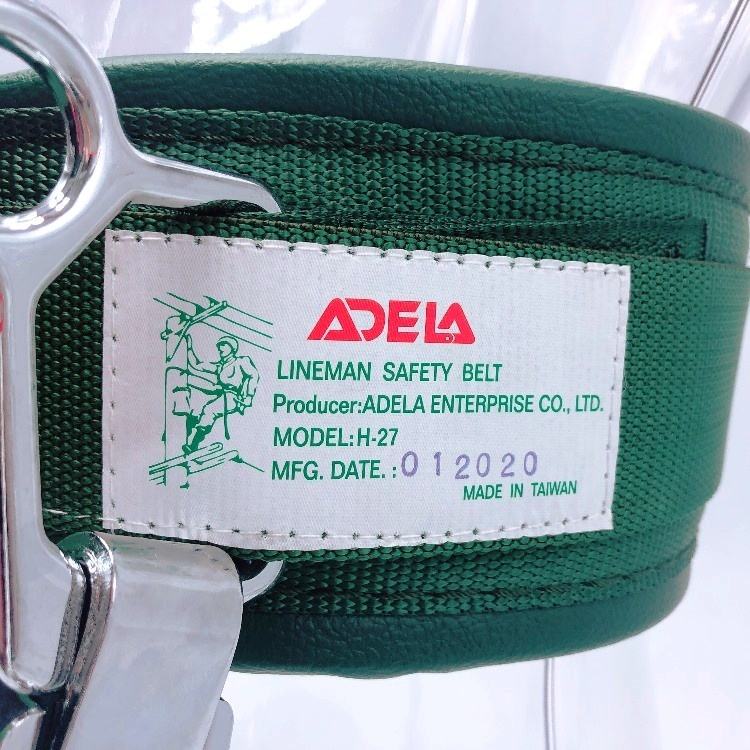 ADELA
LINEMAN SAFETY BELT
Producer:ADELA ENTERPRISE CO., LTD.
MODEL:H-27
MFG. DATE.:012020
MADE IN TAIWAN